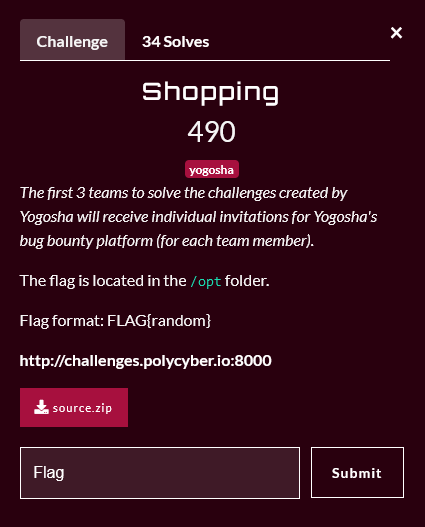 Challenge
34 Solves
×
Shopping
490
yogosha
The first 3 teams to solve the challenges created by
Yogosha will receive individual invitations for Yogosha's
bug bounty platform (for each team member).
The flag is located in the /opt folder.
Flag format: FLAG{random}
http://challenges.polycyber.io:8000
source.zip
Flag
Submit